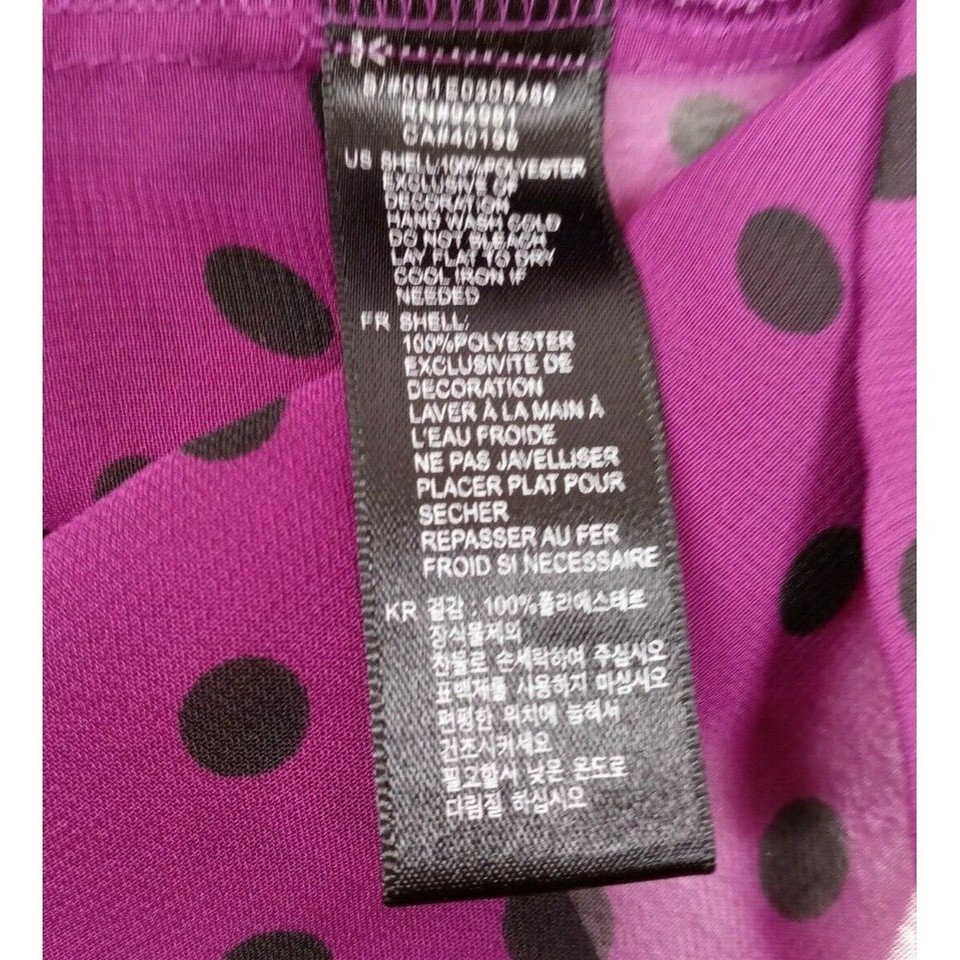 CA#40196
US SHELL:100%POLYESTER
EXCLUSIVE OF
DECORATION
HAND WASH COLD
DO NOT BLEACH
LAY FLAT TO DRY
COOL IRON IF
NEEDED
FR SHELL:
100%POLYESTER
EXCLUSIVITE DE
DECORATION
LAVER À LA MAIN À
L'EAU FROIDE
NE PAS JAVELLISER
PLACER PLAT POUR
SECHER
REPASSER AU FER
FROID SI NECESSAIRE
KR 겉감 : 100%폴리에스테르
장식물제외
찬물로 손세탁하여 주십시오
표백제를 사용하지 마십시오
편평한 위치에 눕혀서
건조시키세요
필요할시 낮은 온도로
다림질 하십시오